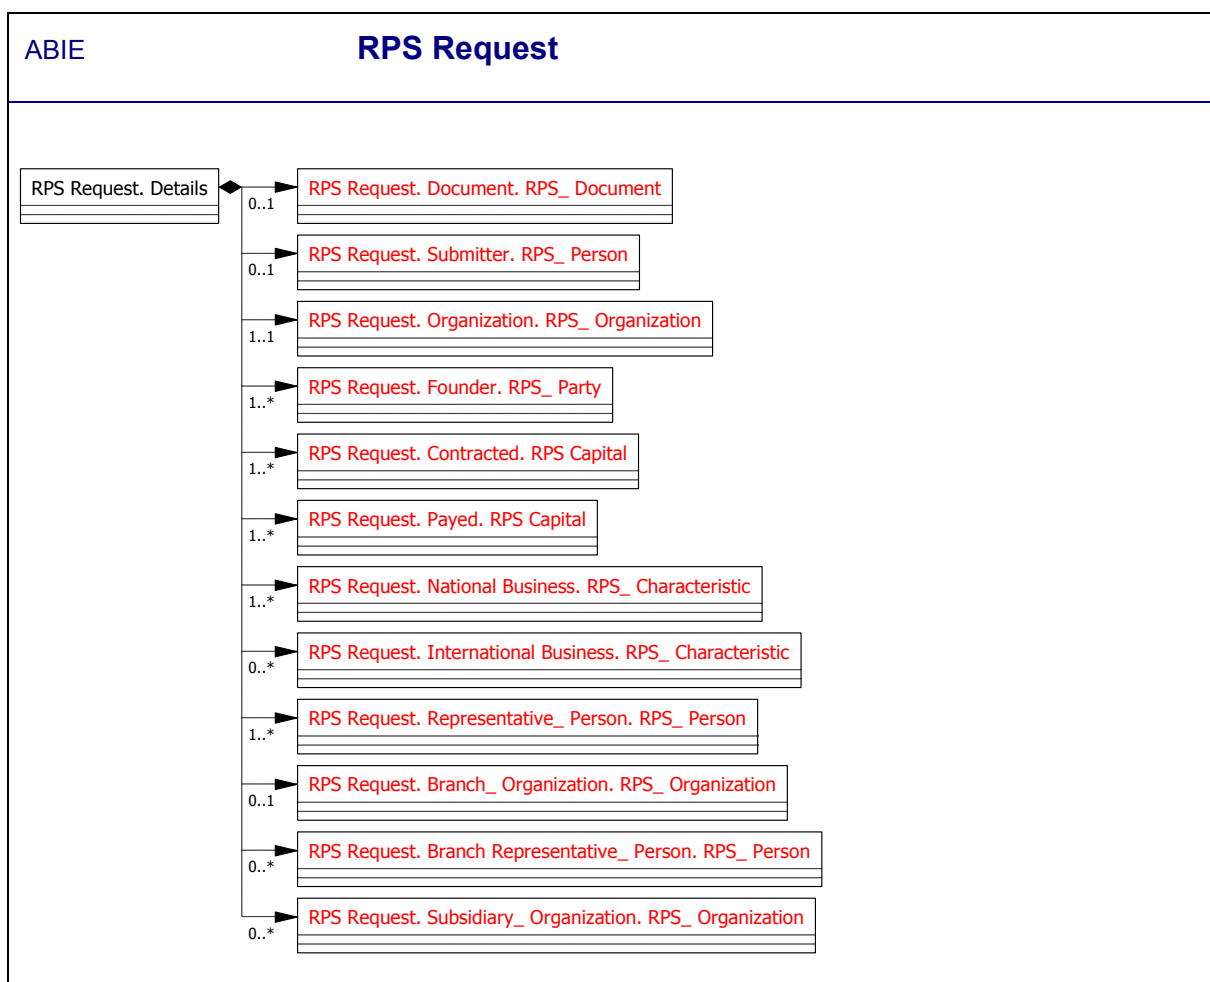 ABIE
RPS Request
RPS Request. Details
0..1
RPS Request. Document. RPS_ Document
0..1
RPS Request. Submitter. RPS_ Person
1..1
RPS Request. Organization. RPS_ Organization
1..*
RPS Request. Founder. RPS_ Party
1..*
RPS Request. Contracted. RPS Capital
1..*
RPS Request. Payed. RPS Capital
1..*
RPS Request. National Business. RPS_ Characteristic
0..*
RPS Request. International Business. RPS_ Characteristic
1..*
RPS Request. Representative_ Person. RPS_ Person
0..1
RPS Request. Branch_ Organization. RPS_ Organization
0..*
RPS Request. Branch Representative_ Person. RPS_ Person
0..*
RPS Request. Subsidiary_ Organization. RPS_ Organization